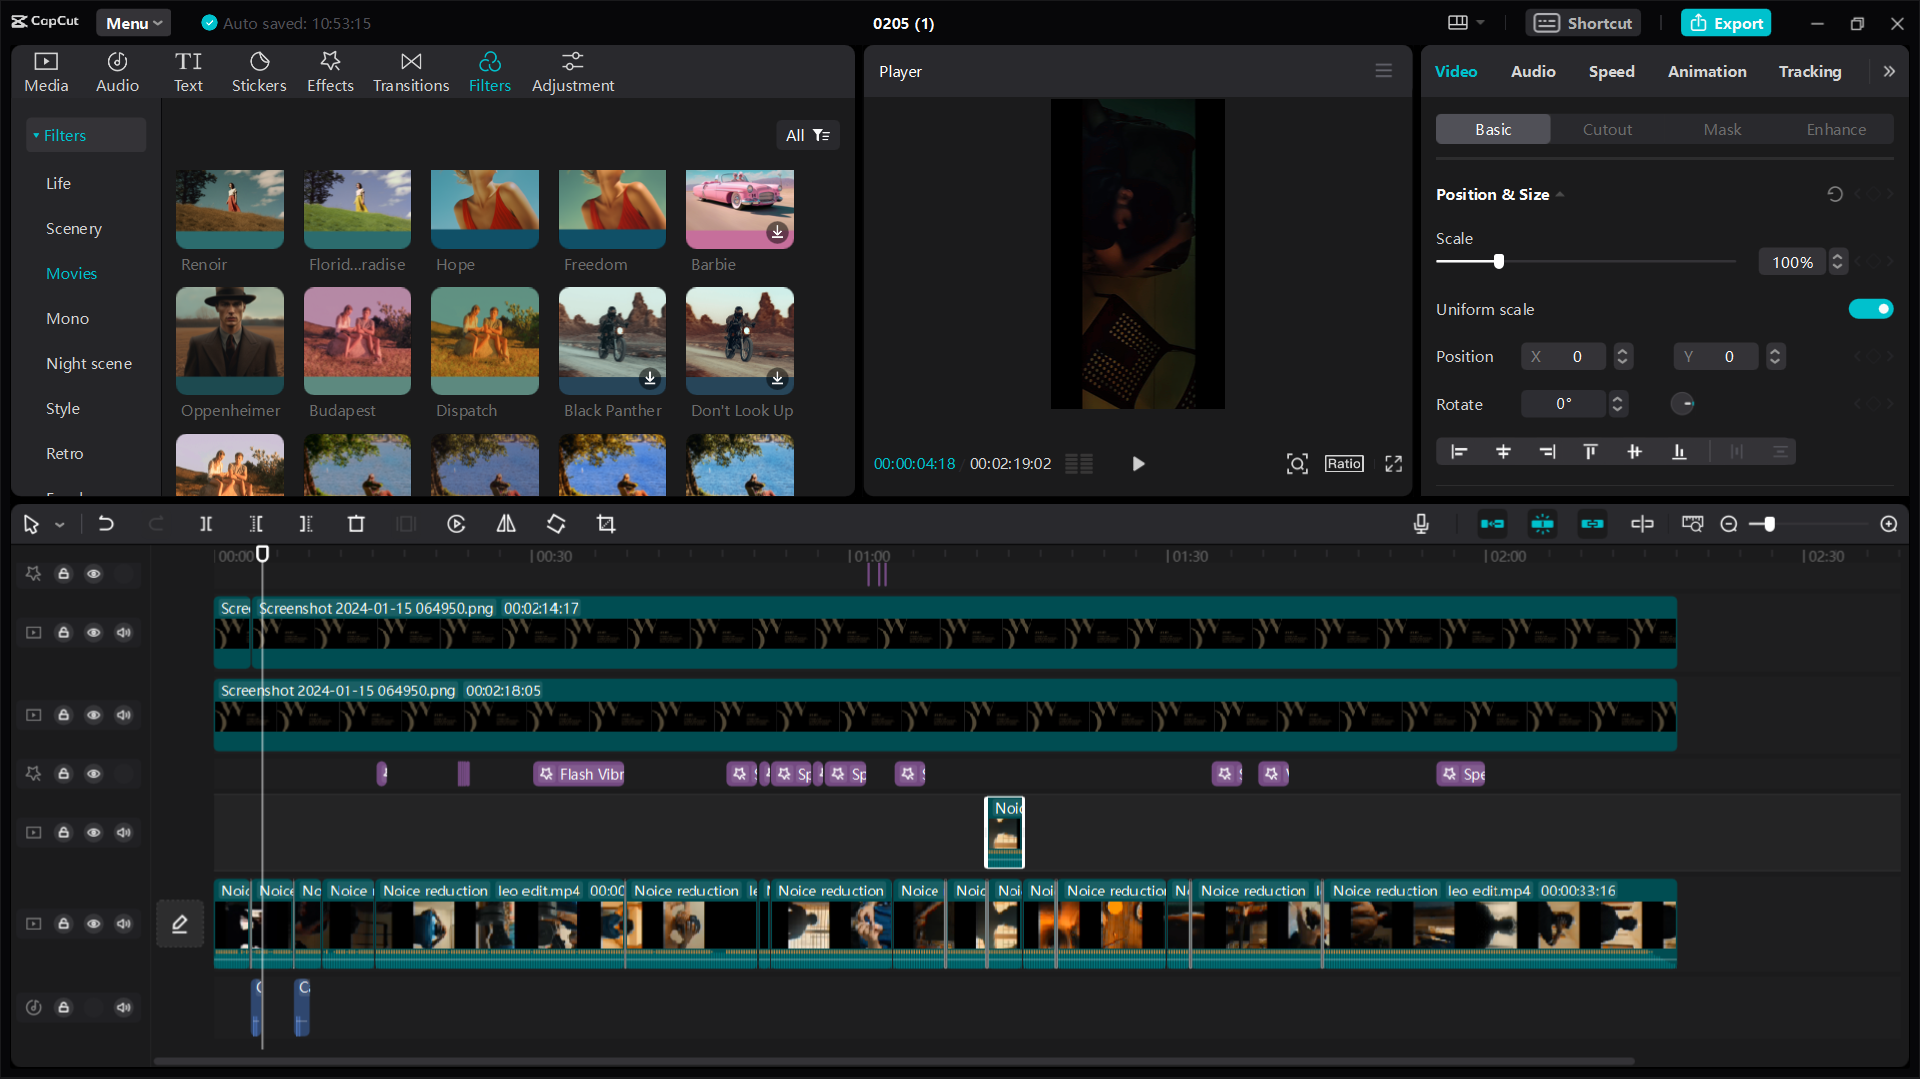 CapCut Menu Auto saved: 10:53:15 0205 (1) Shortcut Export
Media Audio Text Stickers Effects Transitions Filters Adjustment
TI
Filters
Life
Scenery
Movies
Mono
Night scene
Style
Retro
All
Renoir Florid...radise Hope Freedom Barbie
Oppenheimer Budapest Dispatch Black Panther Don't Look Up
Player
00:00:04:18 00:02:19:02
Ratio
Video Audio Speed Animation Tracking
Basic Cutout Mask Enhance
Position & Size
Scale
100%
Uniform scale
Position X 0 Y 0
Rotate 0°
00:00 00:30 01:00 01:30 02:00 02:30
Scre Screenshot 2024-01-15 064950.png 00:02:14:17
Screenshot 2024-01-15 064950.png 00:02:18:05
Flash Vibr Sp Sp Spe
Noic
Noic Noice No Noice Noice reduction leo edit.mp4 00:00 Noice reduction le Noice reduction Noice Noic Noi Noi Noice reduction N Noice reduction Noice reduction leo edit.mp4 00:00:33:16
C C